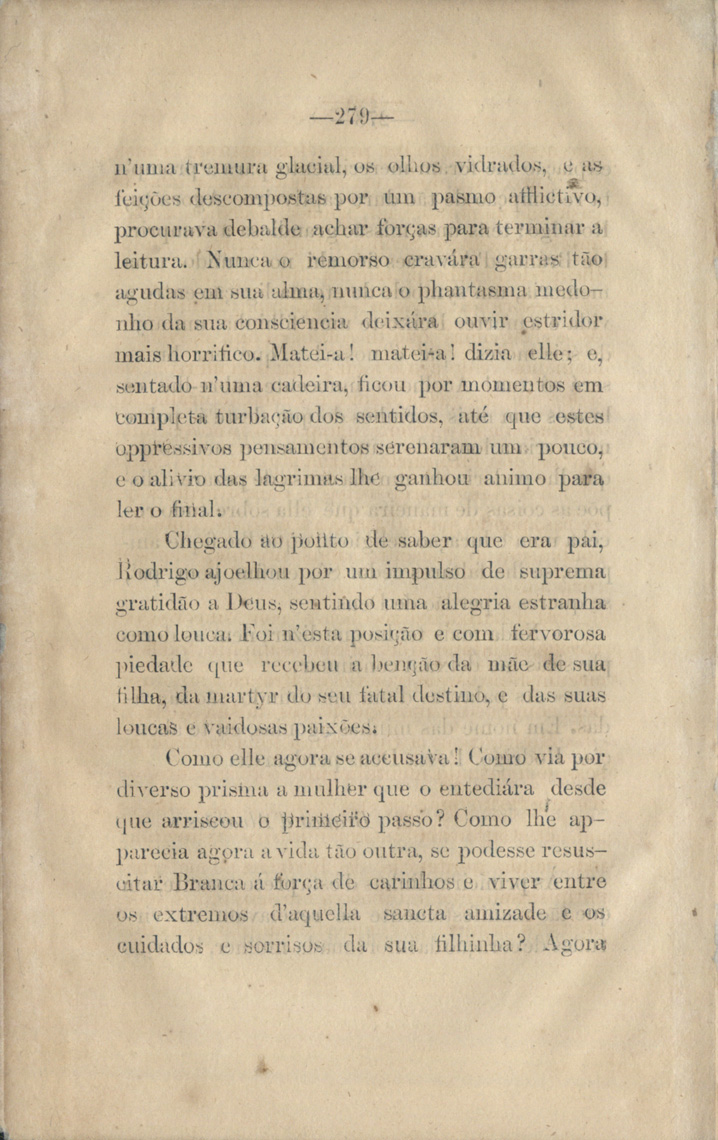 —279—
n'uma tremura glacial, os olhos vidrados, e as
feições descompostas por um pasmo afflictivo,
procurava debalde achar forças para terminar a
leitura. Nunca o remorso cravára garras tão
agudas em sua alma, nunca o phantasma medo-
nho da sua consciencia deixára ouvir estridor
mais horrifico. Matei-a! matei-a! dizia elle; e,
sentado n'uma cadeira, ficou por momentos em
completa turbação dos sentidos, até que estes
oppressivos pensamentos serenaram um pouco,
e o alivio das lagrimas lhe ganhou animo para
ler o final.
Chegado ao ponto de saber que era pai,
Rodrigo ajoelhou por um impulso de suprema
gratidão a Deus, sentindo uma alegria estranha
como louca. Foi n'esta posição e com fervorosa
piedade que recebeu a benção da mãe de sua
filha, da martyr do seu fatal destino, e das suas
loucas e vaidosas paixões.
Como elle agora se accusava! Como via por
diverso prisma a mulher que o entediára desde
que arriscou o primeiro passo? Como lhe ap-
parecia agora a vida tão outra, se podesse resus-
citar Branca á força de carinhos e viver entre
os extremos d'aquella sancta amizade e os
cuidados e sorrisos da sua filhinha? Agora